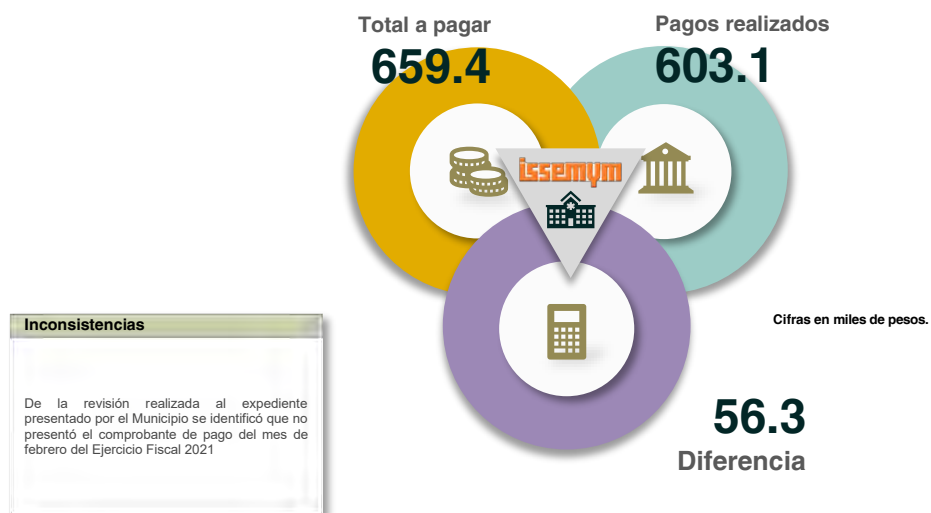 Total a pagar
659.4
Pagos realizados
603.1
issemym
Inconsistencias
De la revisión realizada al expediente
presentado por el Municipio se identificó que no
presentó el comprobante de pago del mes de
febrero del Ejercicio Fiscal 2021
Cifras en miles de pesos.
56.3
Diferencia